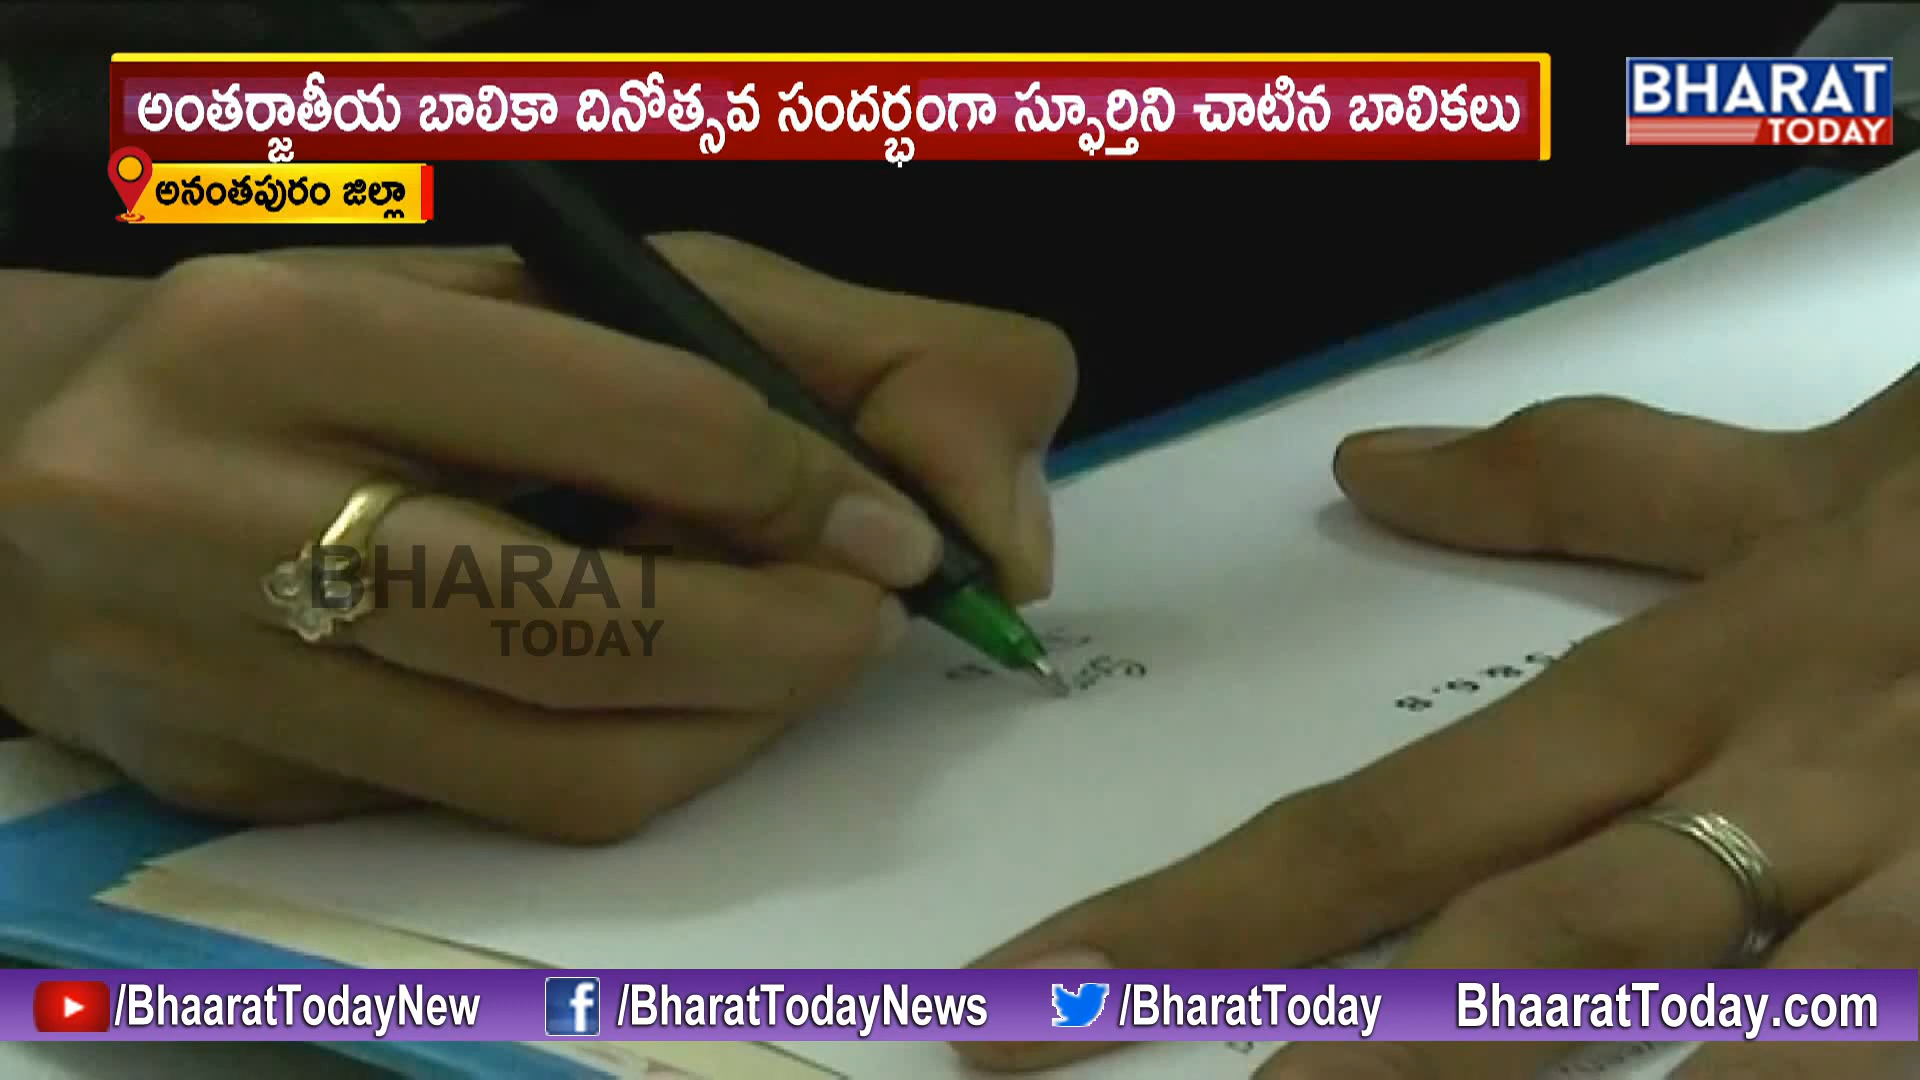 అంతర్జాతీయ బాలికా దినోత్సవ సందర్భంగా స్ఫూర్తిని చాటిన బాలికలు
BHARAT
TODAY
అనంతపురం జిల్లా
BHARAT
TODAY
/BhaaratTodayNew /BharatTodayNews /BharatToday BhaaratToday.com